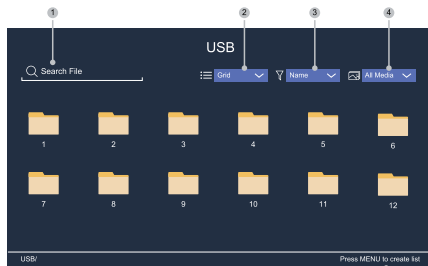 1 2 3 4
USB
Search File Grid Name All Media
1 2 3 4 5 6
7 8 9 10 11 12
USB/ Press MENU to create list